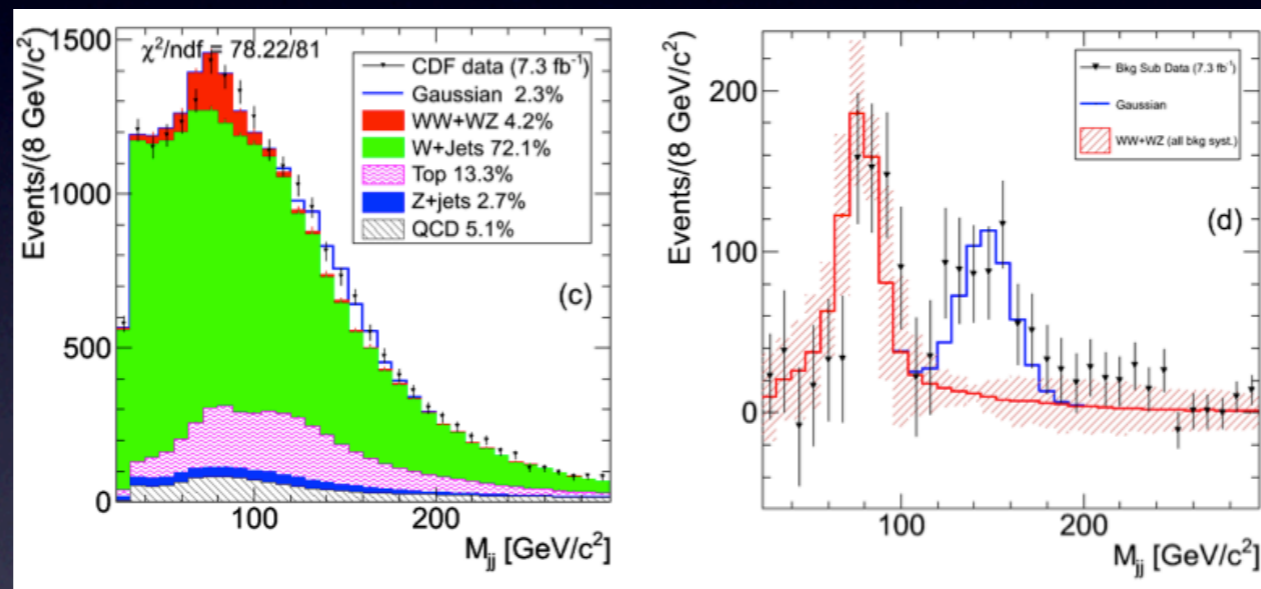 χ²/ndf = 78.22/81
CDF data (7.3 fb⁻¹)
Gaussian 2.3%
WW+WZ 4.2%
W+Jets 72.1%
Top 13.3%
Z+jets 2.7%
QCD 5.1%
(c)
Events/(8 GeV/c²)
1500
1000
500
0
100
200
M_jj [GeV/c²]
Bkg Sub Data (7.3 fb⁻¹)
Gaussian
WW+WZ (all bkg syst.)
(d)
Events/(8 GeV/c²)
200
100
0
100
200
M_jj [GeV/c²]